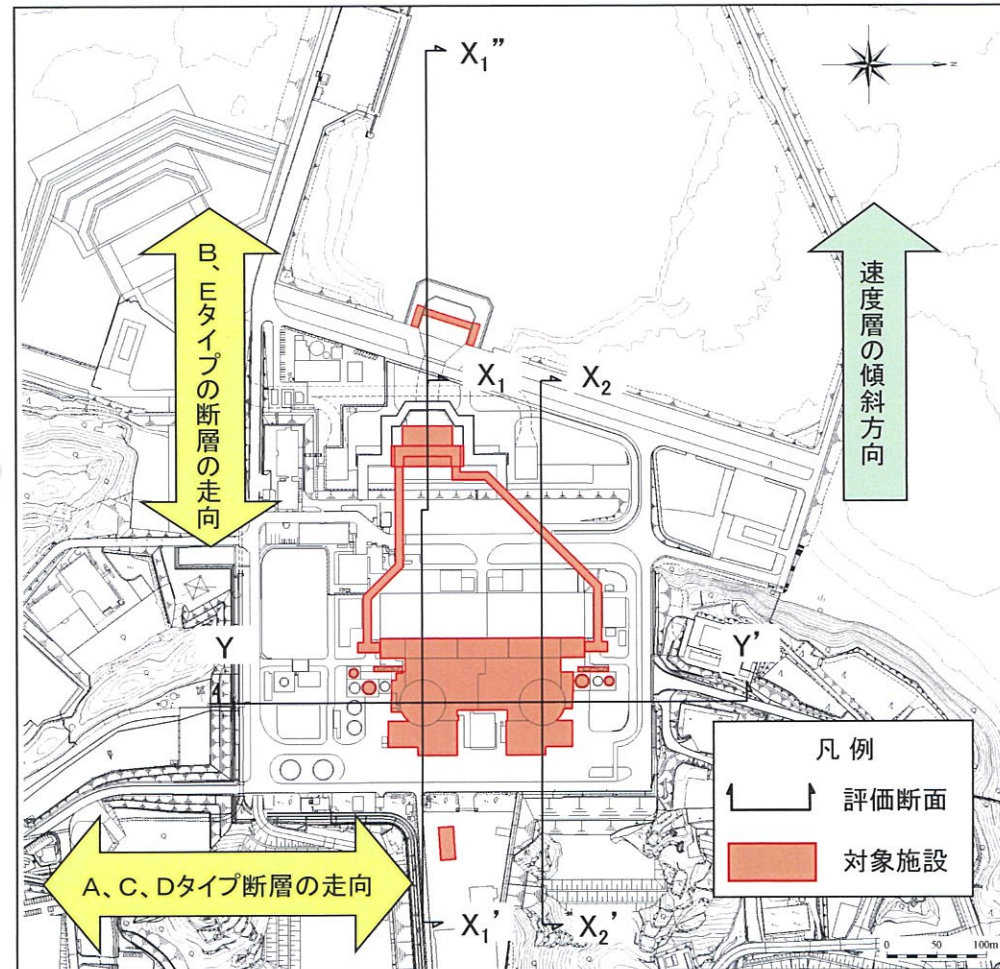 X₁”
N
B、Eタイプの断層の走向
速度層の傾斜方向
X₁
X₂
Y
Y’
凡例
評価断面
対象施設
A、C、Dタイプ断層の走向
X₁’
X₂’
0 50 100m